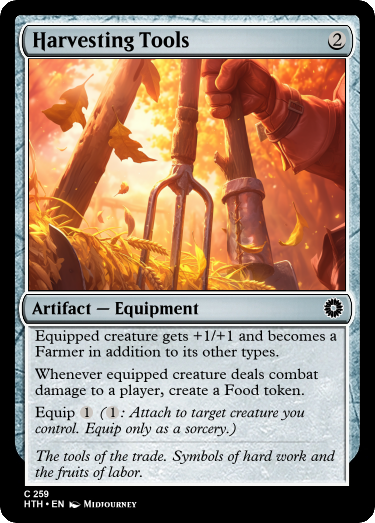 Harvesting Tools 2
Artifact — Equipment
Equipped creature gets +1/+1 and becomes a
Farmer in addition to its other types.
Whenever equipped creature deals combat
damage to a player, create a Food token.
Equip 1 (1: Attach to target creature you
control. Equip only as a sorcery.)
The tools of the trade. Symbols of hard work and
the fruits of labor.
C 259
HTH • EN Midjourney